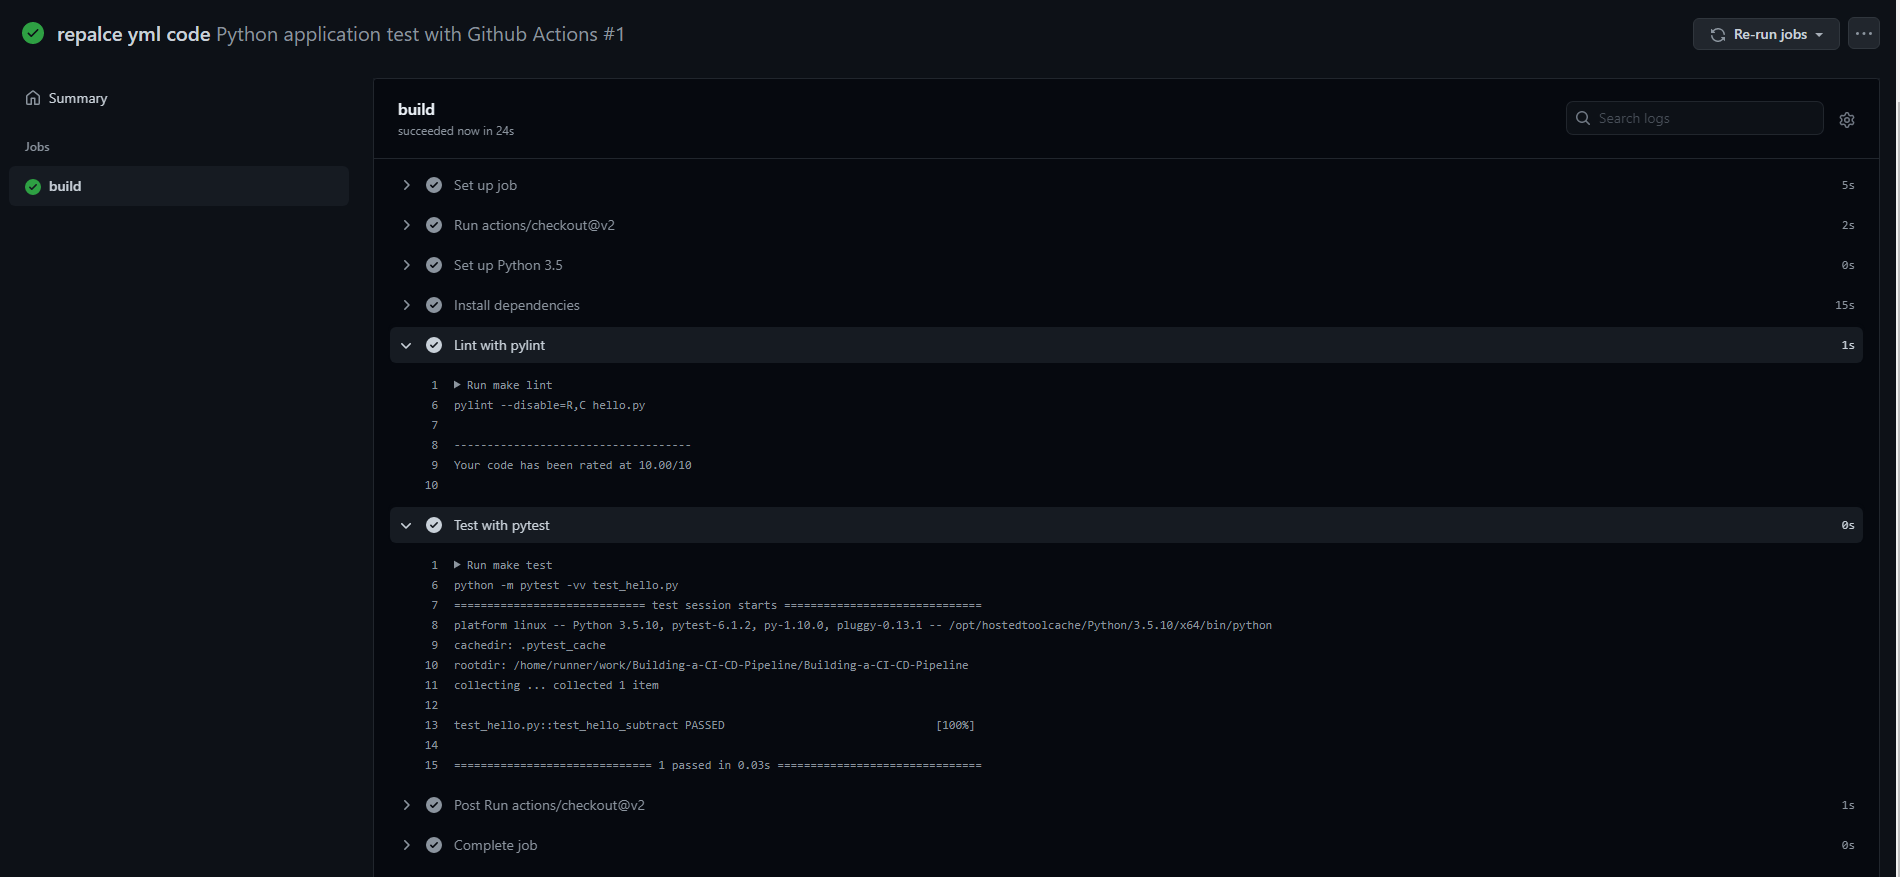 repalce yml code Python application test with Github Actions #1
Re-run jobs
Summary
Jobs
build
build
succeeded now in 24s
Search logs
Set up job 5s
Run actions/checkout@v2 2s
Set up Python 3.5 0s
Install dependencies 15s
Lint with pylint 1s
1 Run make lint
6 pylint --disable=R,C hello.py
7
8 ------------------------------------
9 Your code has been rated at 10.00/10
10
Test with pytest 0s
1 Run make test
6 python -m pytest -vv test_hello.py
7 ============================= test session starts ==============================
8 platform linux -- Python 3.5.10, pytest-6.1.2, py-1.10.0, pluggy-0.13.1 -- /opt/hostedtoolcache/Python/3.5.10/x64/bin/python
9 cachedir: .pytest_cache
10 rootdir: /home/runner/work/Building-a-CI-CD-Pipeline/Building-a-CI-CD-Pipeline
11 collecting ... collected 1 item
12
13 test_hello.py::test_hello_subtract PASSED [100%]
14
15 ============================== 1 passed in 0.03s ===============================
Post Run actions/checkout@v2 1s
Complete job 0s